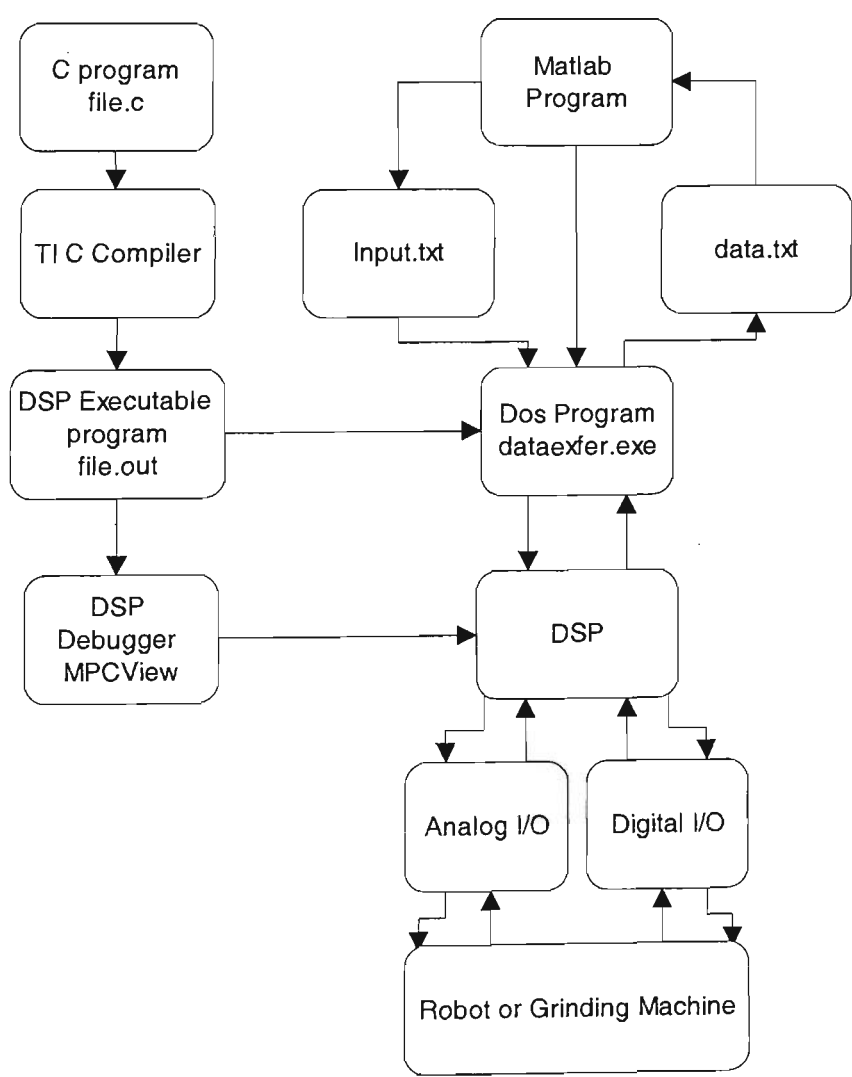 C program
file.c
Matlab
Program
TI C Compiler
Input.txt
data.txt
DSP Executable
program
file.out
Dos Program
dataexfer.exe
DSP
Debugger
MPCView
DSP
Analog I/O
Digital I/O
Robot or Grinding Machine